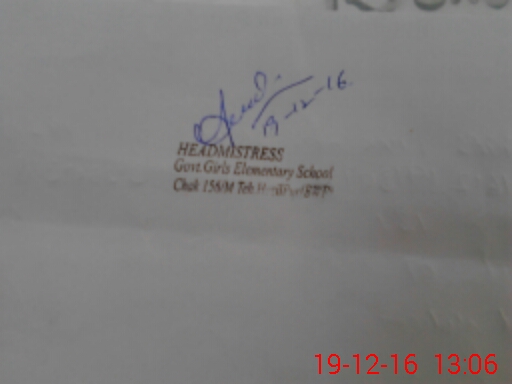 19-12-16
HEADMISTRESS
Govt. Girls Elementary School
Chak 156/M Teh.
19-12-16 13:06